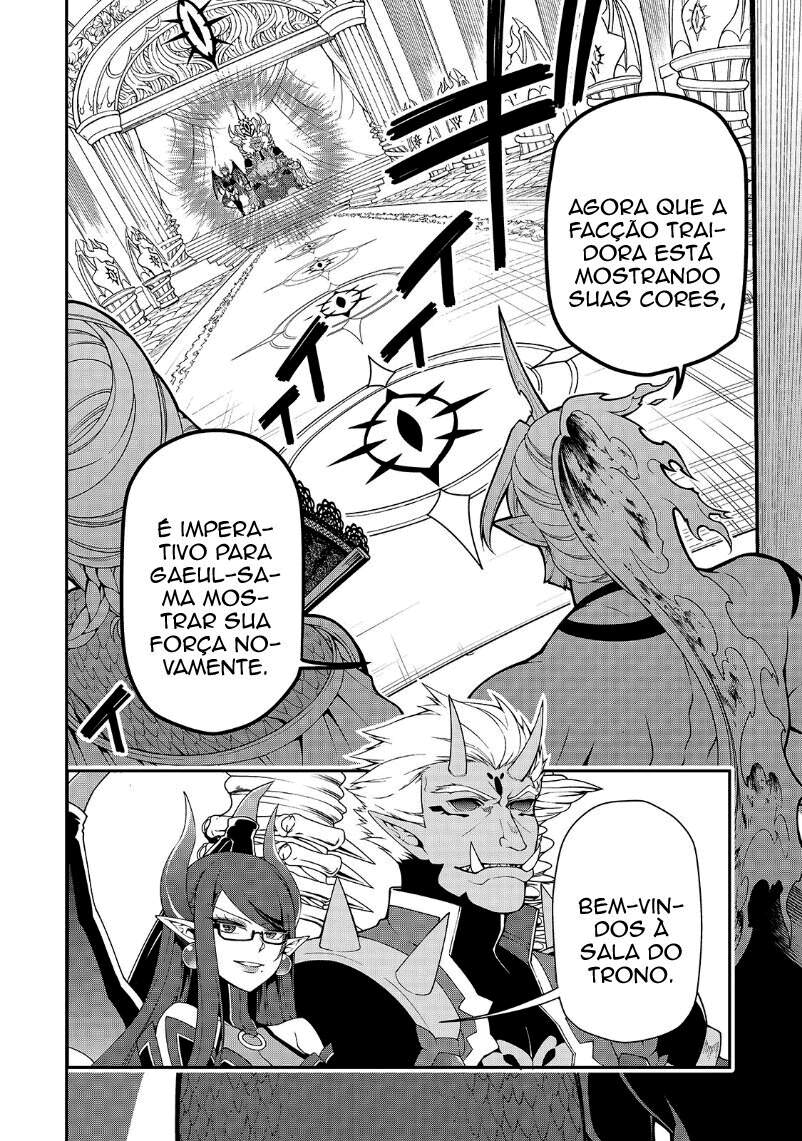 AGORA QUE A
FACÇÃO TRAI-
DORA ESTÁ
MOSTRANDO
SUAS CORES,
É IMPERA-
TIVO PARA
GAEUL-SA-
MA MOS-
TRAR SUA
FORÇA NO-
VAMENTE.
BEM-VIN-
DOS À
SALA DO
TRONO.